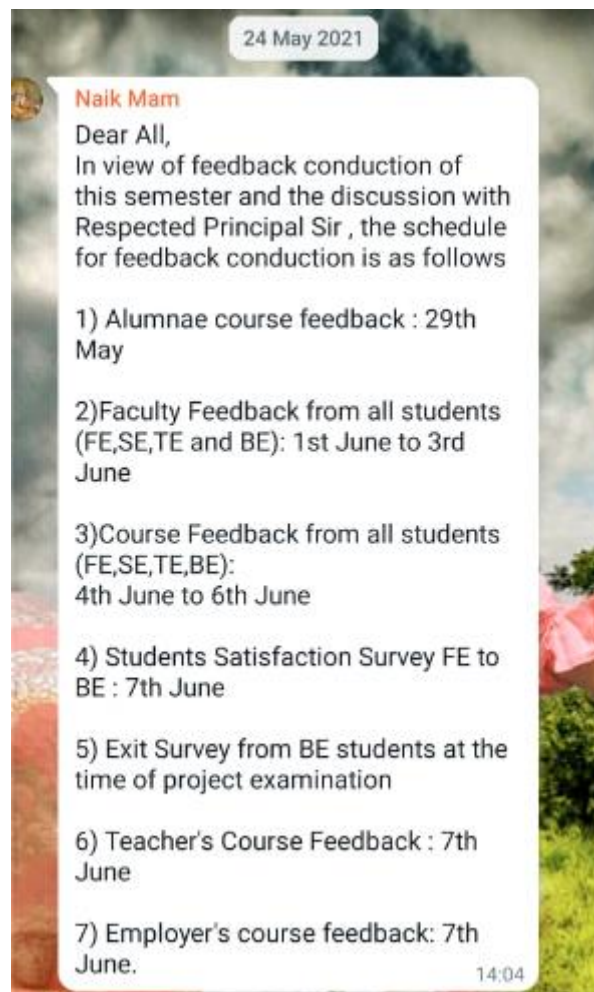 24 May 2021
Naik Mam
Dear All,
In view of feedback conduction of
this semester and the discussion with
Respected Principal Sir , the schedule
for feedback conduction is as follows
1) Alumnae course feedback : 29th
May
2)Faculty Feedback from all students
(FE,SE,TE and BE): 1st June to 3rd
June
3)Course Feedback from all students
(FE,SE,TE,BE):
4th June to 6th June
4) Students Satisfaction Survey FE to
BE : 7th June
5) Exit Survey from BE students at the
time of project examination
6) Teacher's Course Feedback : 7th
June
7) Employer's course feedback: 7th
June.
14:04